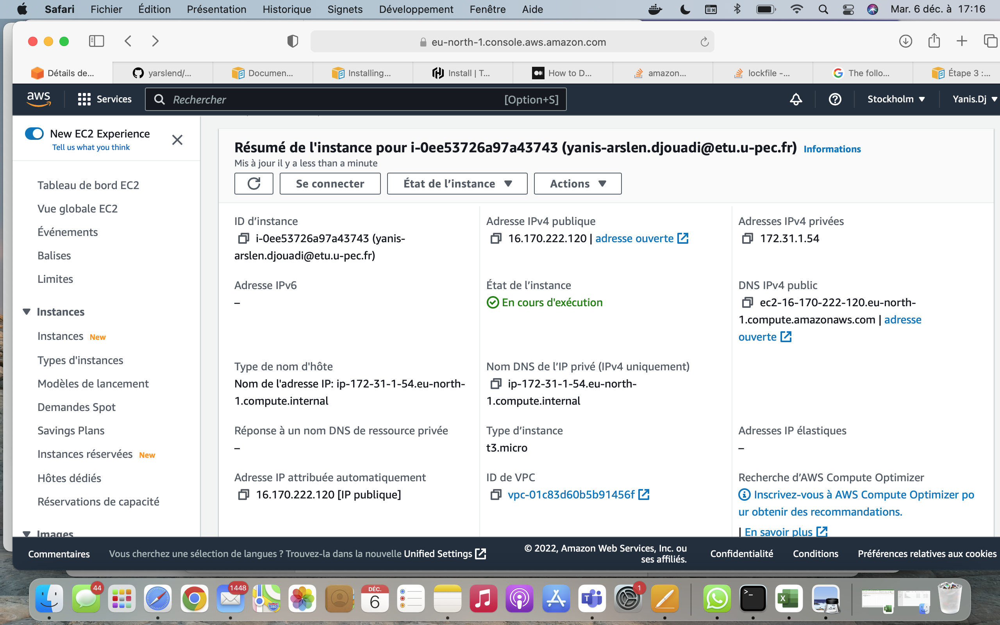 Safari Fichier Édition Présentation Historique Signets Développement Fenêtre Aide Mar. 6 déc. à 17:16
eu-north-1.console.aws.amazon.com
Détails de... yarslend/... Documen... Installing... Install | T... How to D... amazon... lockfile -... The follo... Étape 3 :...
aws Services Rechercher [Option+S] Stockholm Yanis.Dj
New EC2 Experience
Tell us what you think
Tableau de bord EC2
Vue globale EC2
Événements
Balises
Limites
Instances
Instances New
Types d'instances
Modèles de lancement
Demandes Spot
Savings Plans
Instances réservées New
Hôtes dédiés
Réservations de capacité
Images
Résumé de l'instance pour i-0ee53726a97a43743 (yanis-arslen.djouadi@etu.u-pec.fr) Informations
Mis à jour il y a less than a minute
Se connecter État de l’instance Actions
ID d’instance
i-0ee53726a97a43743 (yanis-
arslen.djouadi@etu.u-pec.fr)
Adresse IPv4 publique
16.170.222.120 | adresse ouverte
Adresses IPv4 privées
172.31.1.54
Adresse IPv6
–
État de l’instance
En cours d'exécution
DNS IPv4 public
ec2-16-170-222-120.eu-north-
1.compute.amazonaws.com | adresse
ouverte
Type de nom d'hôte
Nom de l'adresse IP: ip-172-31-1-54.eu-north-
1.compute.internal
Nom DNS de l’IP privé (IPv4 uniquement)
ip-172-31-1-54.eu-north-
1.compute.internal
Réponse à un nom DNS de ressource privée
–
Type d’instance
t3.micro
Adresses IP élastiques
–
Adresse IP attribuée automatiquement
16.170.222.120 [IP publique]
ID de VPC
vpc-01c83d60b5b91456f
Recherche d’AWS Compute Optimizer
Inscrivez-vous à AWS Compute Optimizer po
ur obtenir des recommandations.
| En savoir plus
Commentaires Vous cherchez une sélection de langues ? Trouvez-la dans la nouvelle Unified Settings
© 2022, Amazon Web Services, Inc. ou
ses affiliés.
Confidentialité Conditions Préférences relatives aux cookies
44
1448
280
DÉC.
6
T
1
>_
X